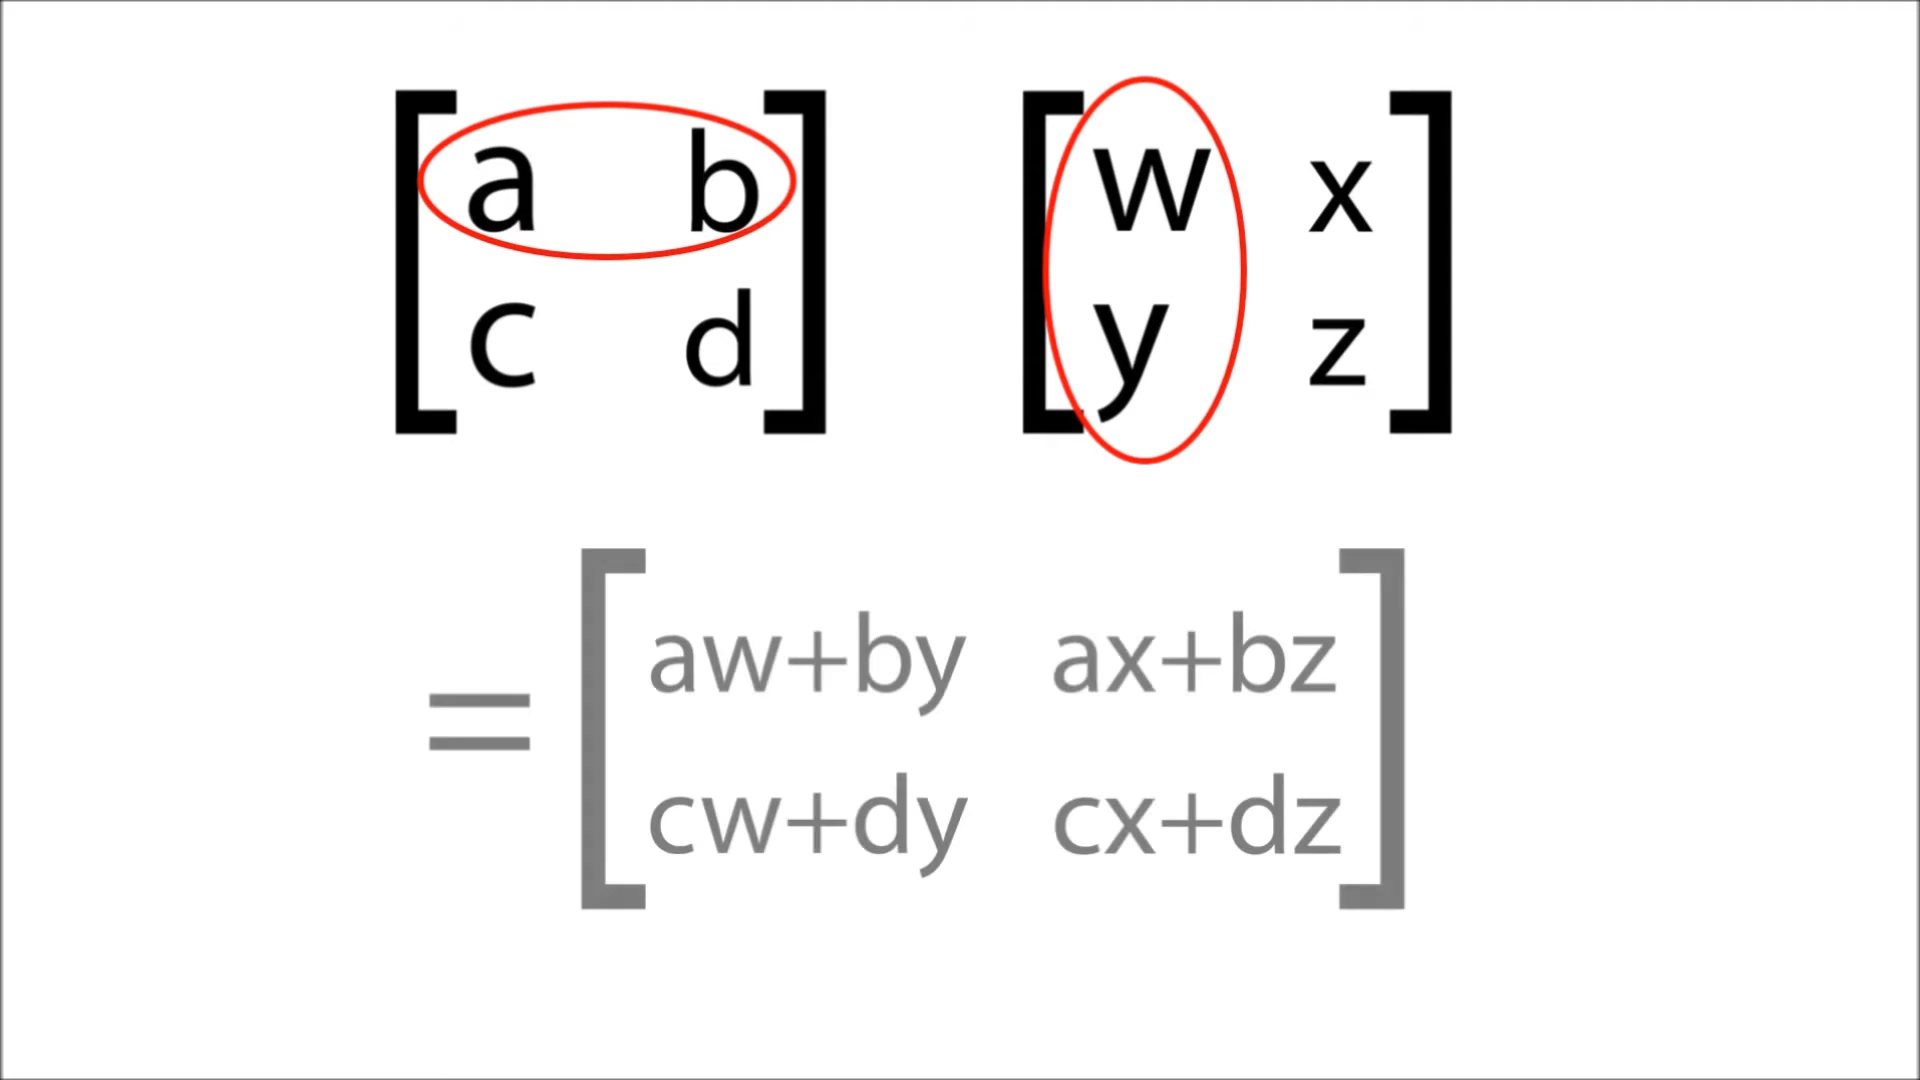 [a b] [w x]
[c d] [y z]
= [aw+by ax+bz]
[cw+dy cx+dz]